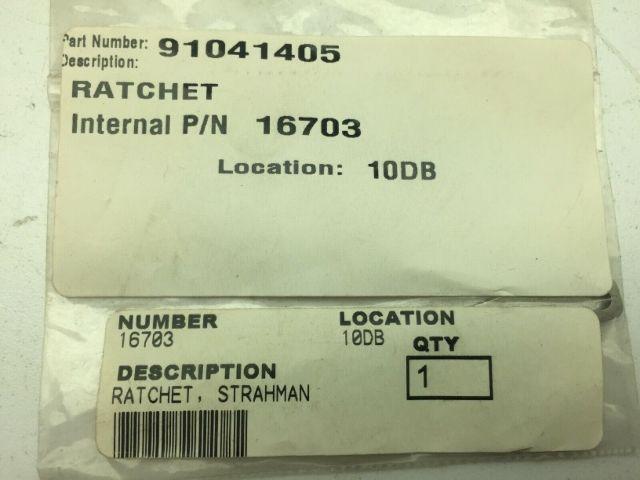 Part Number: 91041405
Description:
RATCHET
Internal P/N 16703
Location: 10DB
NUMBER LOCATION
16703 10DB QTY
DESCRIPTION 1
RATCHET, STRAHMAN